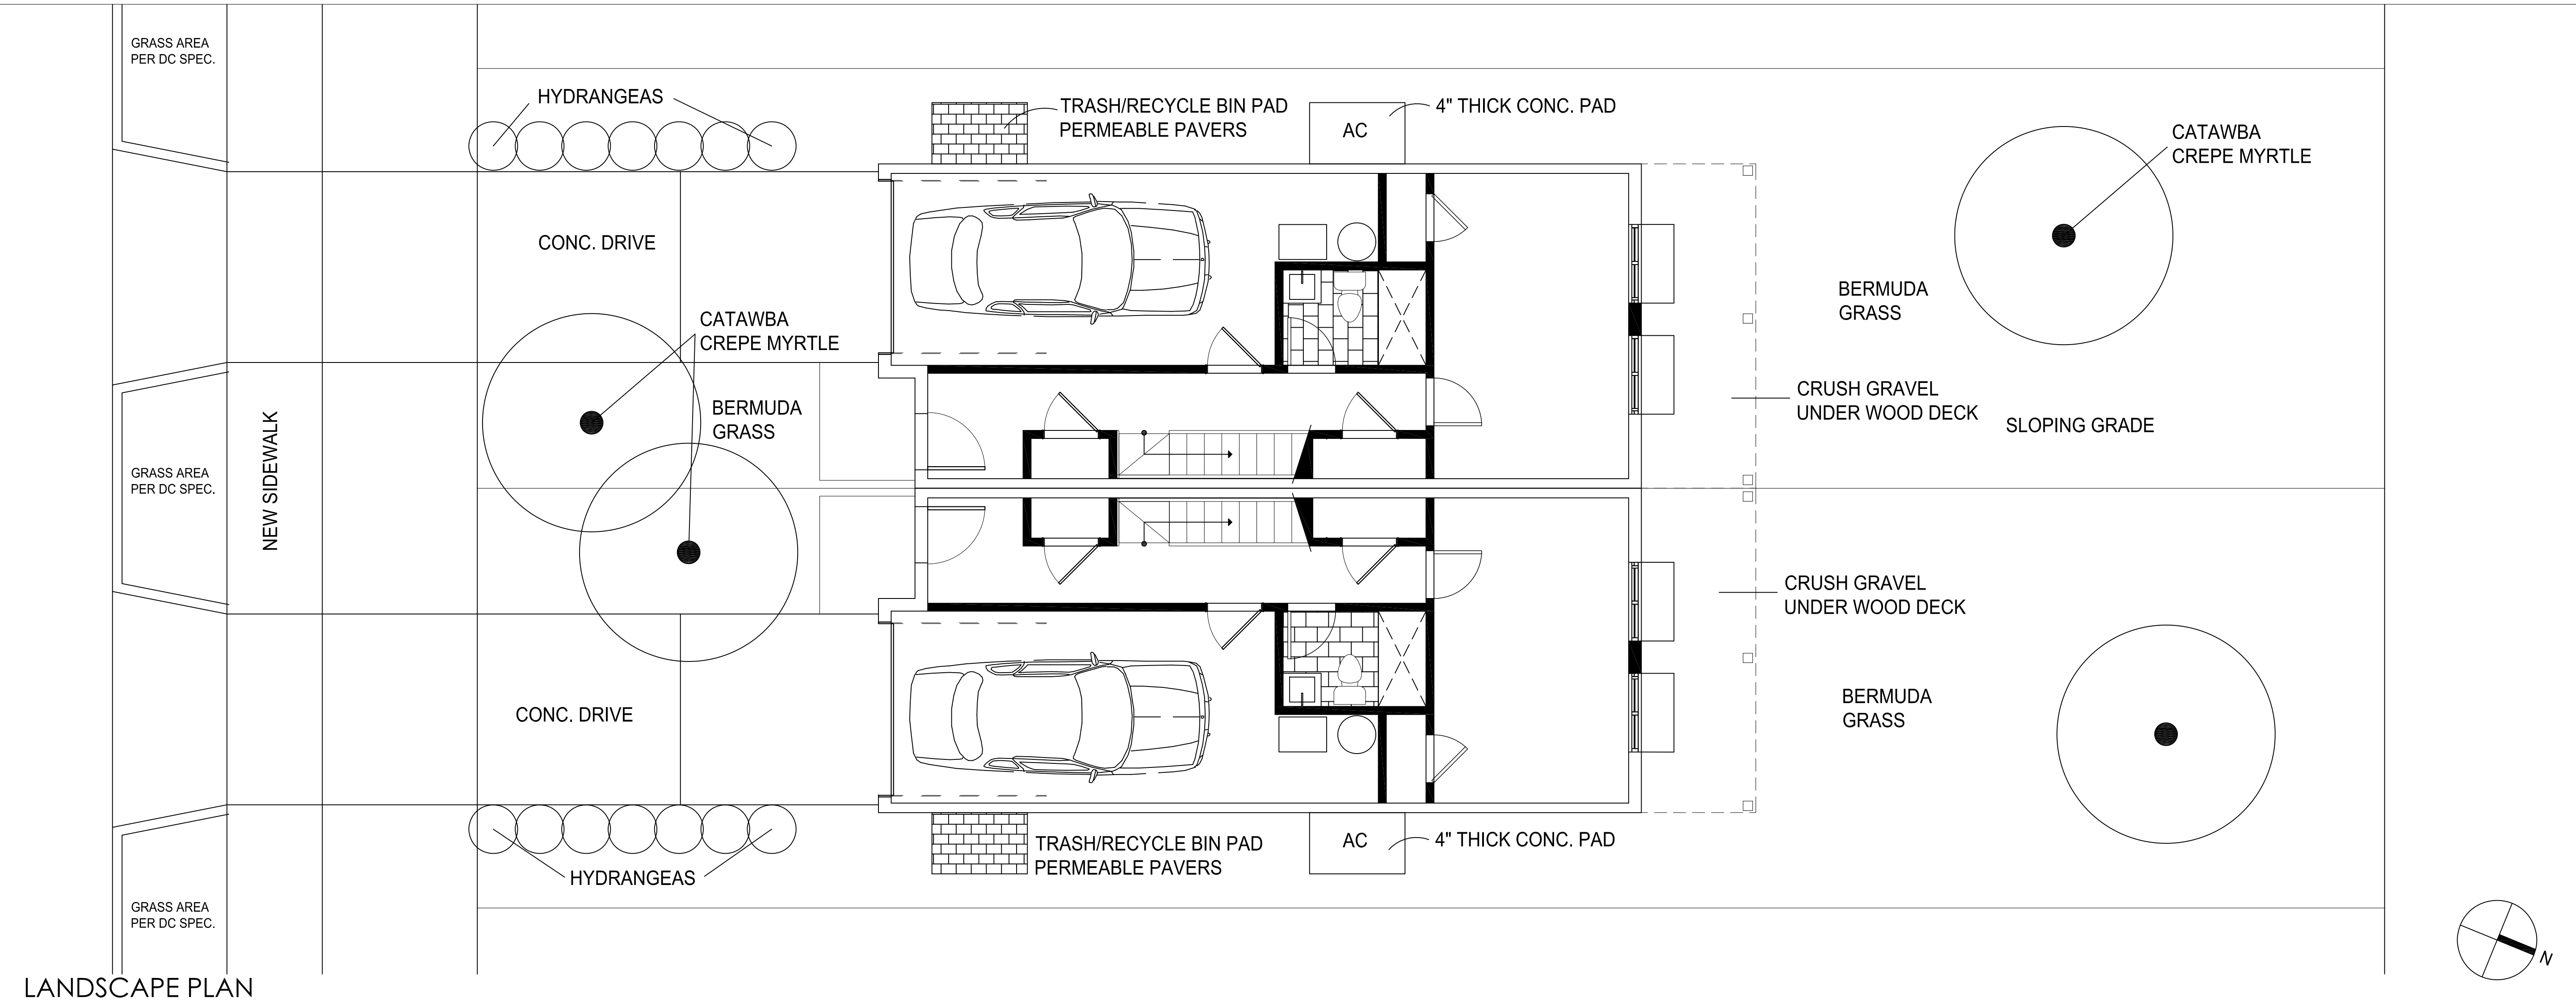 GRASS AREA
PER DC SPEC.
HYDRANGEAS
TRASH/RECYCLE BIN PAD
PERMEABLE PAVERS
4" THICK CONC. PAD
AC
CATAWBA
CREPE MYRTLE
CONC. DRIVE
CATAWBA
CREPE MYRTLE
BERMUDA
GRASS
BERMUDA
GRASS
CRUSH GRAVEL
UNDER WOOD DECK
SLOPING GRADE
GRASS AREA
PER DC SPEC.
NEW SIDEWALK
CRUSH GRAVEL
UNDER WOOD DECK
CONC. DRIVE
BERMUDA
GRASS
TRASH/RECYCLE BIN PAD
PERMEABLE PAVERS
AC
4" THICK CONC. PAD
HYDRANGEAS
GRASS AREA
PER DC SPEC.
N
LANDSCAPE PLAN